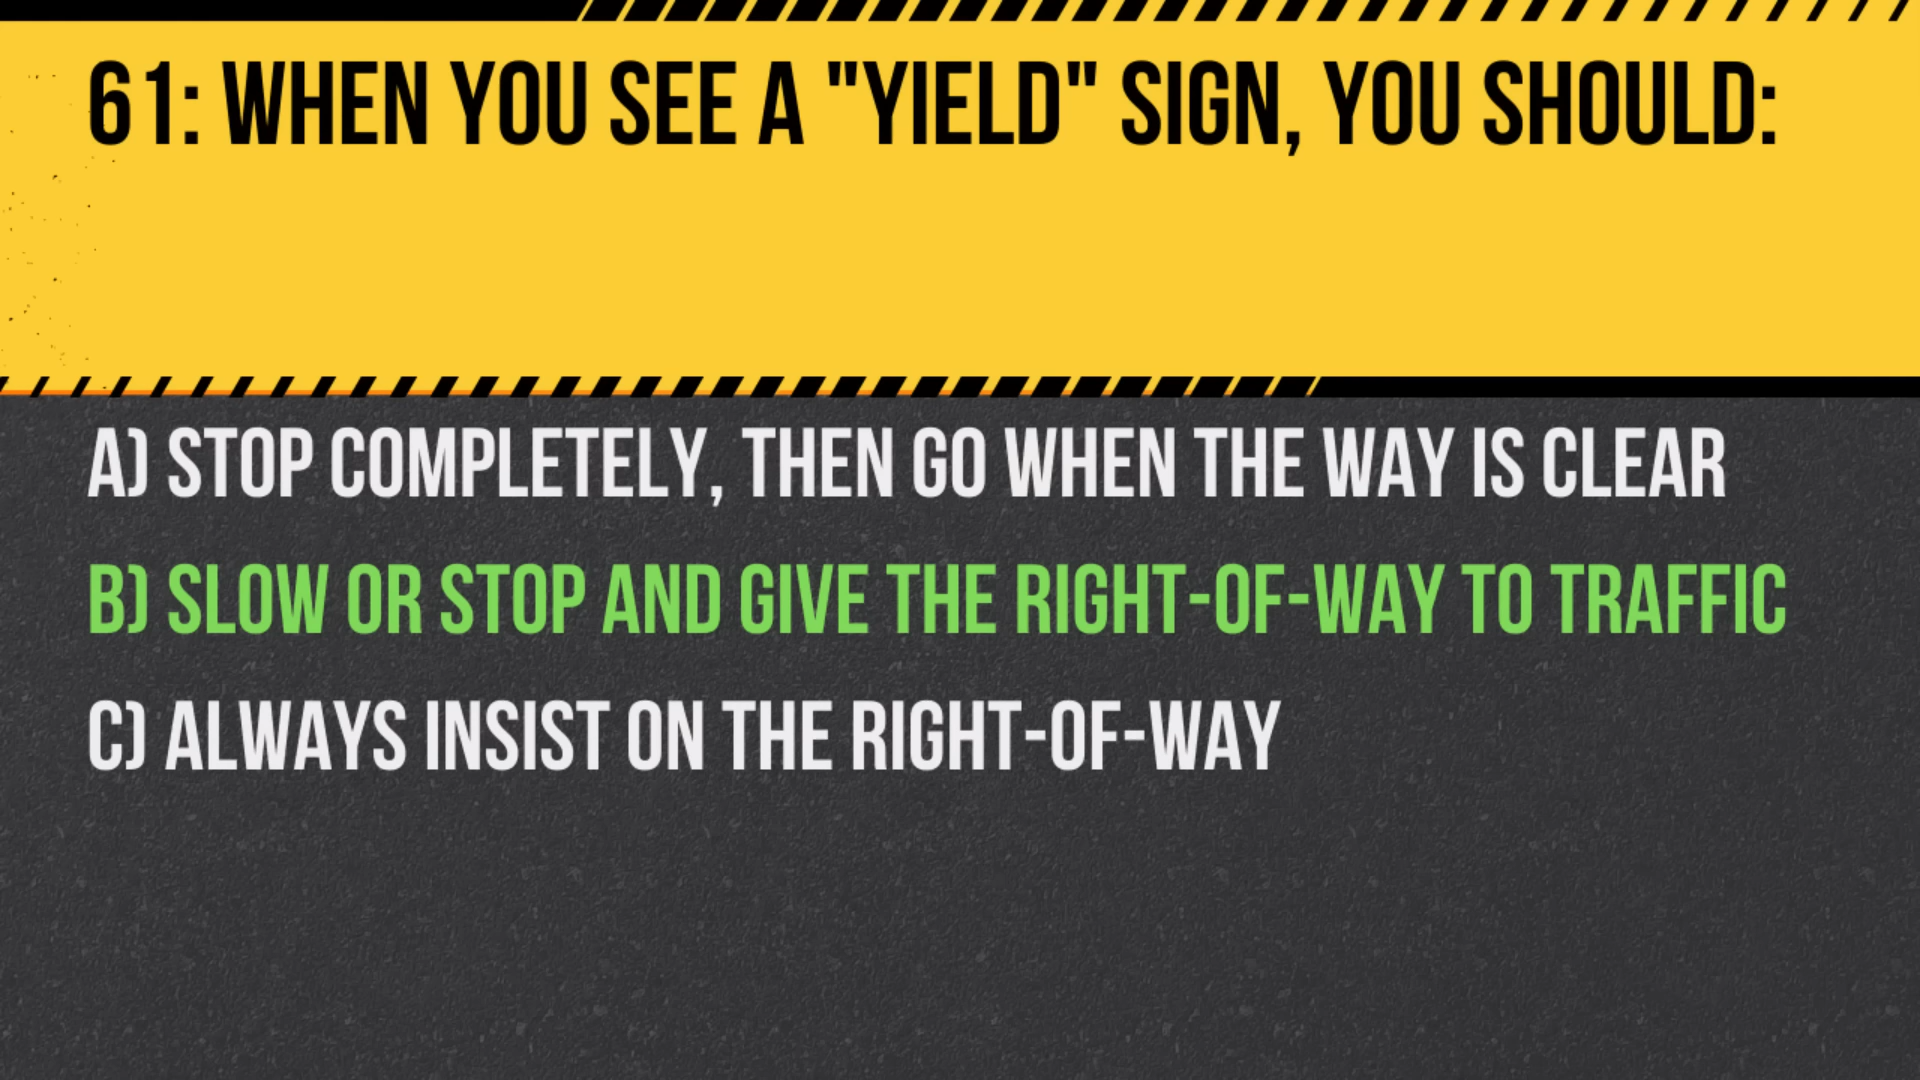 61: WHEN YOU SEE A "YIELD" SIGN, YOU SHOULD:
A) STOP COMPLETELY, THEN GO WHEN THE WAY IS CLEAR
B) SLOW OR STOP AND GIVE THE RIGHT-OF-WAY TO TRAFFIC
C) ALWAYS INSIST ON THE RIGHT-OF-WAY